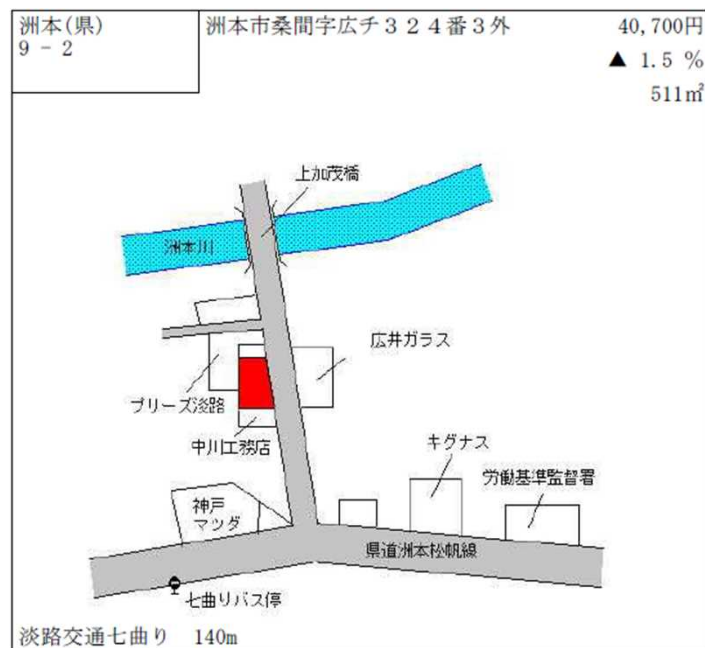 洲本(県)
9 - 2
洲本市桑間字広チ324番3外
40,700円
▲ 1.5 %
511㎡
上加茂橋
洲本川
広井ガラス
ブリーズ淡路
中川工務店
キグナス
労働基準監督署
神戸
マツダ
県道洲本松帆線
七曲りバス停
淡路交通七曲り 140m